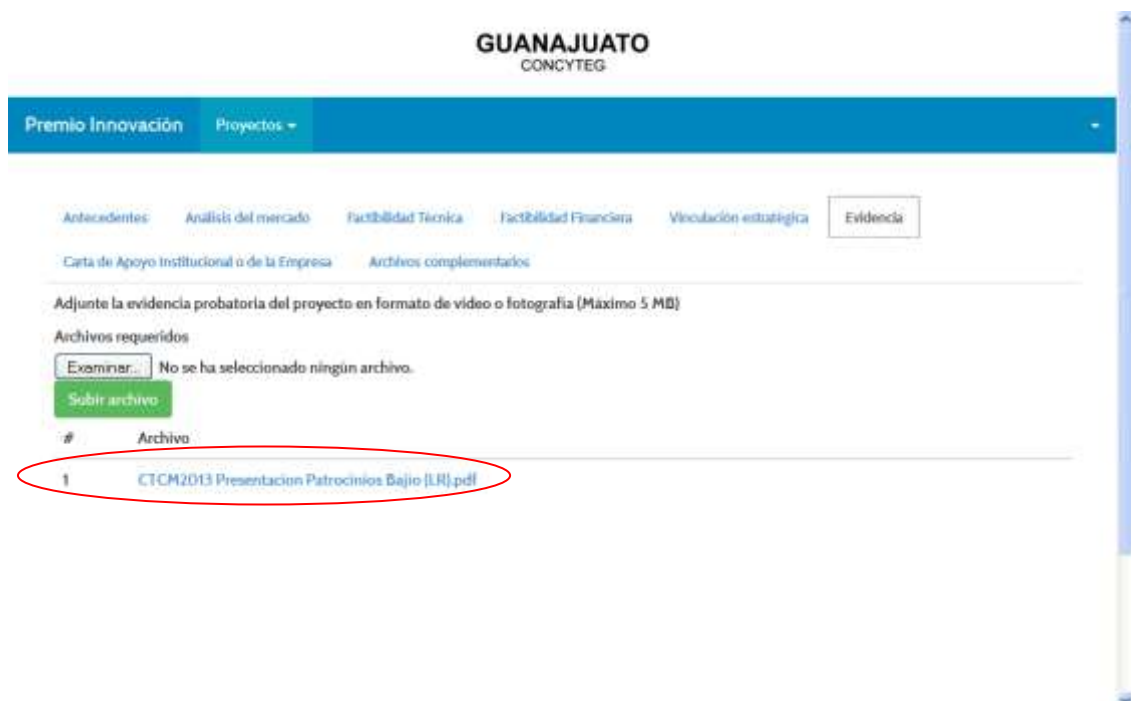 GUANAJUATO
CONCYTEG
Premio Innovación Proyectos
Antecedentes Análisis del mercado Factibilidad Técnica Factibilidad Financiera Vinculación estratégica Evidencia
Carta de Apoyo Institucional o de la Empresa Archivos complementarios
Adjunte la evidencia probatoria del proyecto en formato de video o fotografía (Máximo 5 MB)
Archivos requeridos
Examinar... No se ha seleccionado ningún archivo.
Subir archivo
# Archivo
1 CTCM2013 Presentacion Patrocinios Bajio (LR).pdf